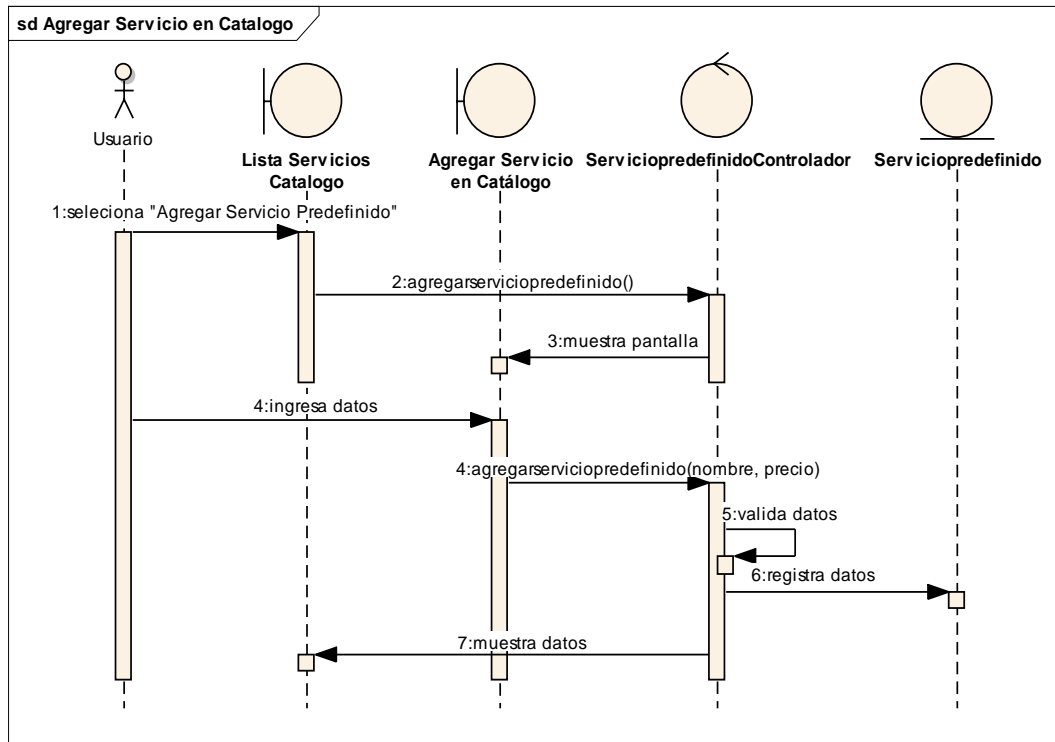 sd Agregar Servicio en Catalogo
Usuario
Lista Servicios
Catalogo
Agregar Servicio
en Catálogo
ServiciopredefinidoControlador
Serviciopredefinido
1:selecciona "Agregar Servicio Predefinido"
2:agregarserviciopredefinido()
3:muestra pantalla
4:ingresa datos
4:agregarserviciopredefinido(nombre, precio)
5:valida datos
6:registra datos
7:muestra datos